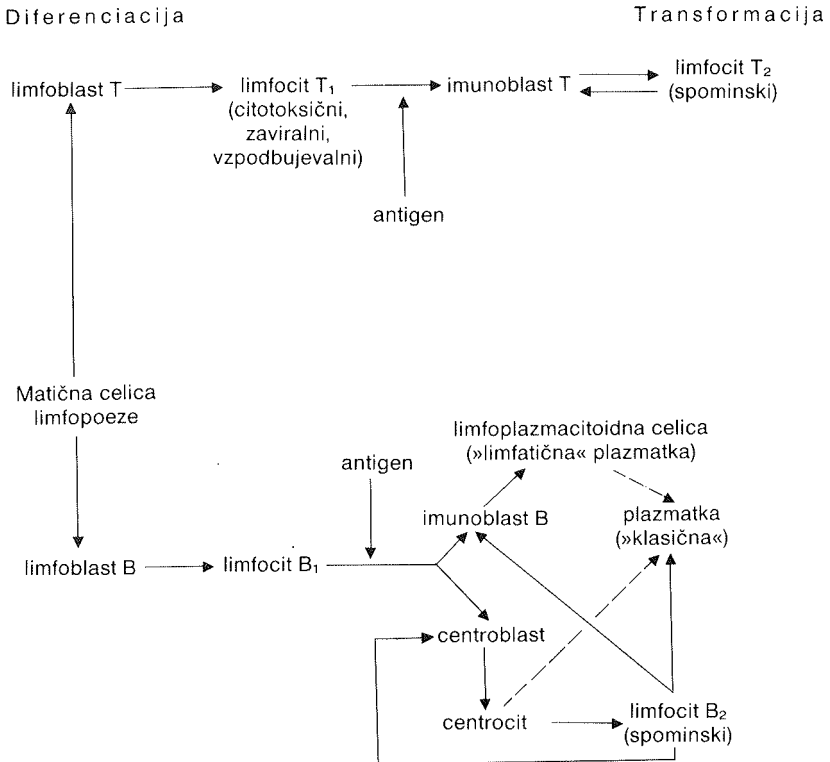 Diferenciacija
Transformacija
limfoblast T
limfocit T₁
(citotoksični,
zaviralni,
vzpodbujevalni)
imunoblast T
limfocit T₂
(spominski)
antigen
Matična celica
limfopoeze
limfoplazmacitoidna celica
(»limfatična« plazmatka)
antigen
imunoblast B
plazmatka
(»klasična«)
limfoblast B
limfocit B₁
centroblast
centrocit
limfocit B₂
(spominski)